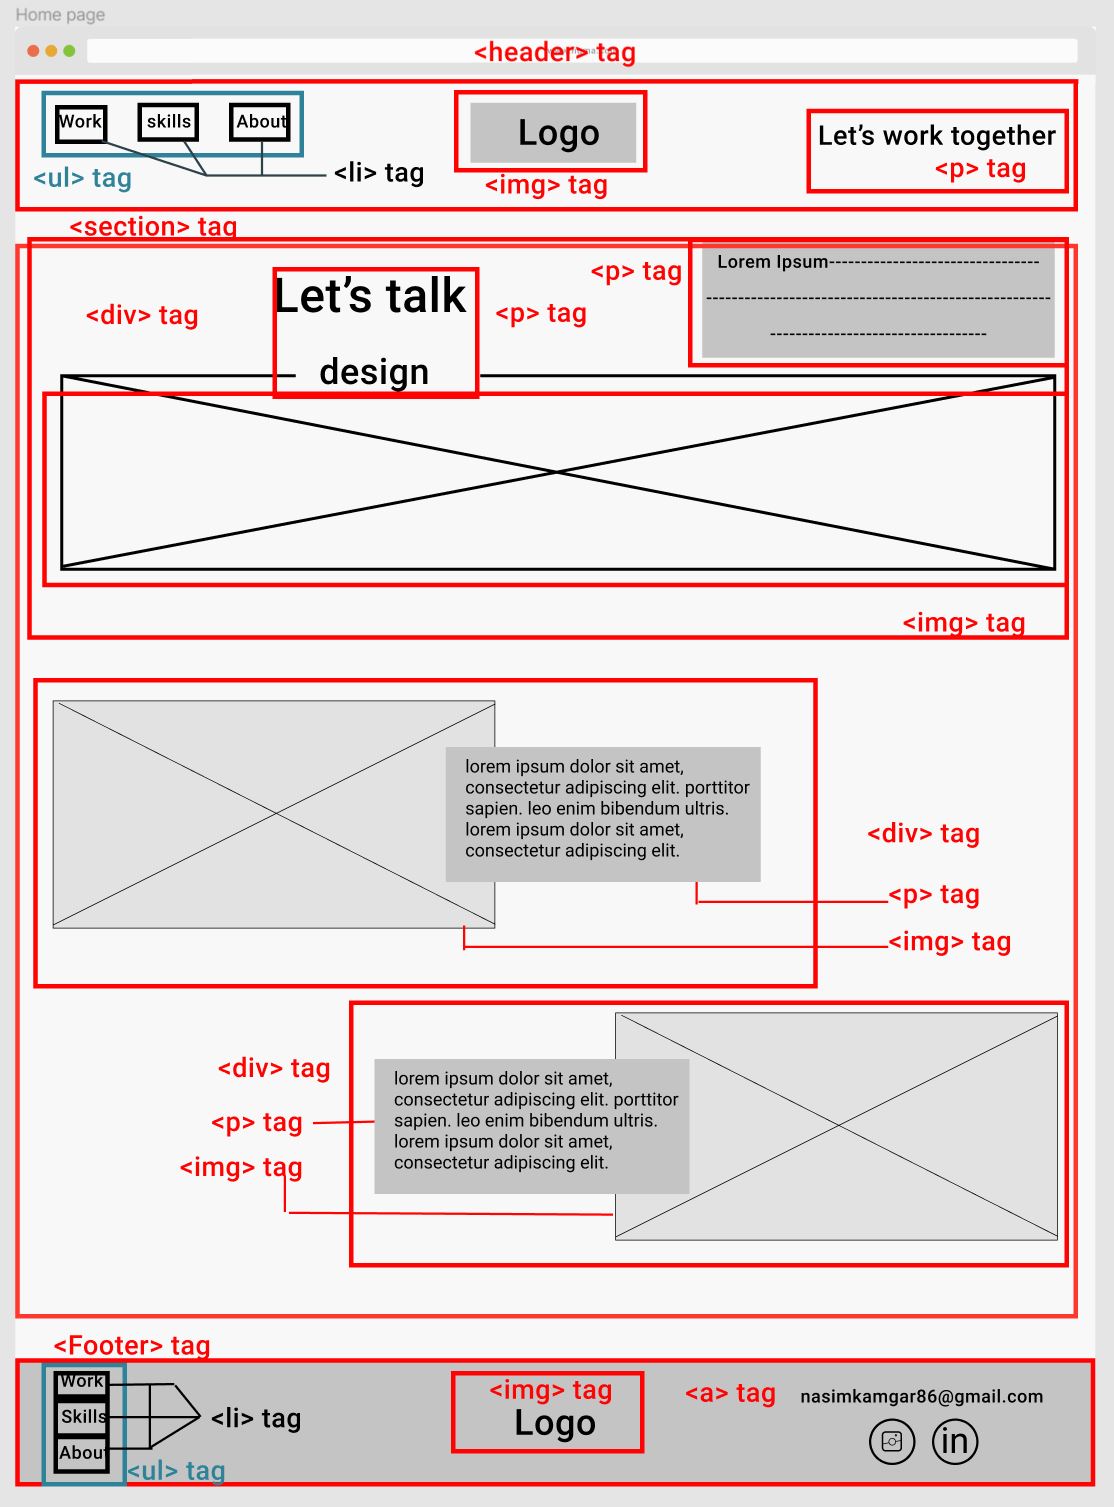 Home page
<header> tag
Work skills About
Logo
Let's work together
<ul> tag
<li> tag
<img> tag
<p> tag
<section> tag
<p> tag
Lorem Ipsum------------------------------
--------------------------------------------------
-------------------------------
<div> tag
Let's talk
<p> tag
design
<img> tag
lorem ipsum dolor sit amet,
consectetur adipiscing elit. porttitor
sapien. leo enim bibendum ultris.
lorem ipsum dolor sit amet,
consectetur adipiscing elit.
<div> tag
<p> tag
<img> tag
<div> tag
<p> tag
<img> tag
lorem ipsum dolor sit amet,
consectetur adipiscing elit. porttitor
sapien. leo enim bibendum ultris.
lorem ipsum dolor sit amet,
consectetur adipiscing elit.
<Footer> tag
Work
Skills
About
<li> tag
<ul> tag
<img> tag
Logo
<a> tag
nasimkamgar86@gmail.com
in